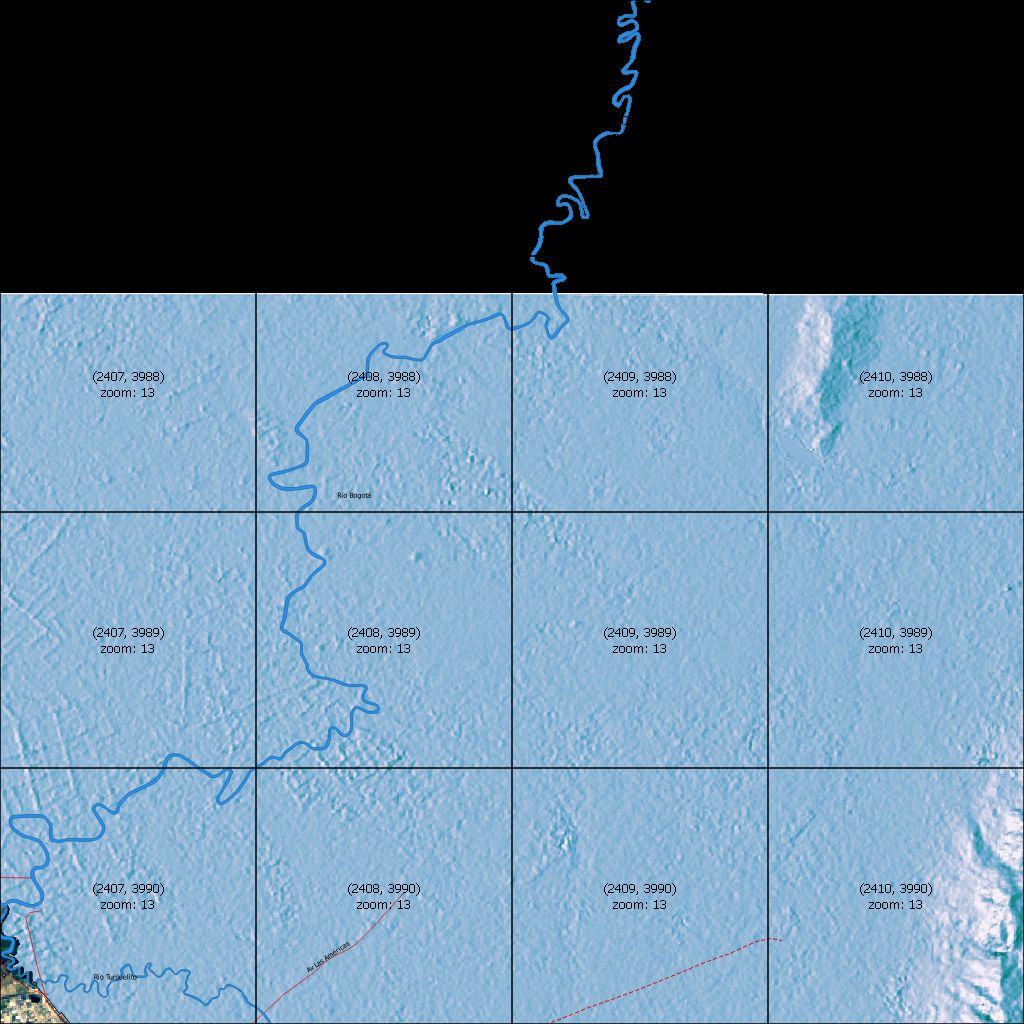 (2407, 3988)
zoom: 13
(2408, 3988)
zoom: 13
(2409, 3988)
zoom: 13
(2410, 3988)
zoom: 13
Río Bogotá
(2407, 3989)
zoom: 13
(2408, 3989)
zoom: 13
(2409, 3989)
zoom: 13
(2410, 3989)
zoom: 13
(2407, 3990)
zoom: 13
(2408, 3990)
zoom: 13
(2409, 3990)
zoom: 13
(2410, 3990)
zoom: 13
Av Las Américas
Río Tunjuelito